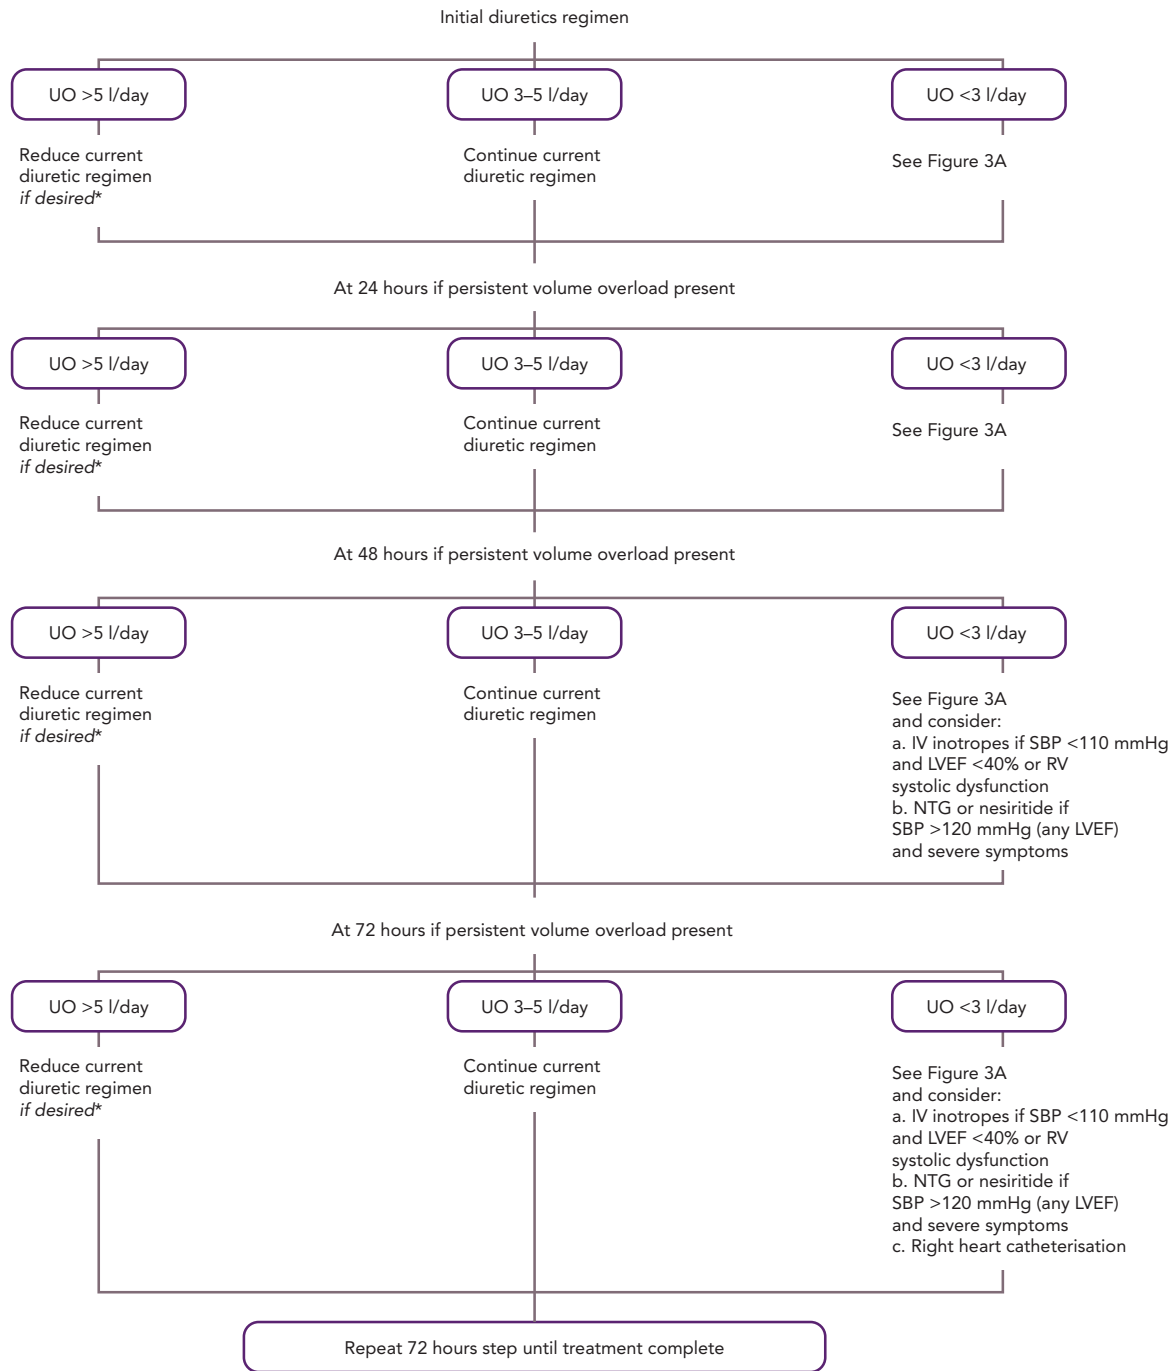 Initial diuretics regimen
UO >5 l/day
UO 3–5 l/day
UO <3 l/day
Reduce current
diuretic regimen
if desired*
Continue current
diuretic regimen
See Figure 3A
At 24 hours if persistent volume overload present
UO >5 l/day
UO 3–5 l/day
UO <3 l/day
Reduce current
diuretic regimen
if desired*
Continue current
diuretic regimen
See Figure 3A
At 48 hours if persistent volume overload present
UO >5 l/day
UO 3–5 l/day
UO <3 l/day
Reduce current
diuretic regimen
if desired*
Continue current
diuretic regimen
See Figure 3A
and consider:
a. IV inotropes if SBP <110 mmHg
and LVEF <40% or RV
systolic dysfunction
b. NTG or nesiritide if
SBP >120 mmHg (any LVEF)
and severe symptoms
At 72 hours if persistent volume overload present
UO >5 l/day
UO 3–5 l/day
UO <3 l/day
Reduce current
diuretic regimen
if desired*
Continue current
diuretic regimen
See Figure 3A
and consider:
a. IV inotropes if SBP <110 mmHg
and LVEF <40% or RV
systolic dysfunction
b. NTG or nesiritide if
SBP >120 mmHg (any LVEF)
and severe symptoms
c. Right heart catheterisation
Repeat 72 hours step until treatment complete